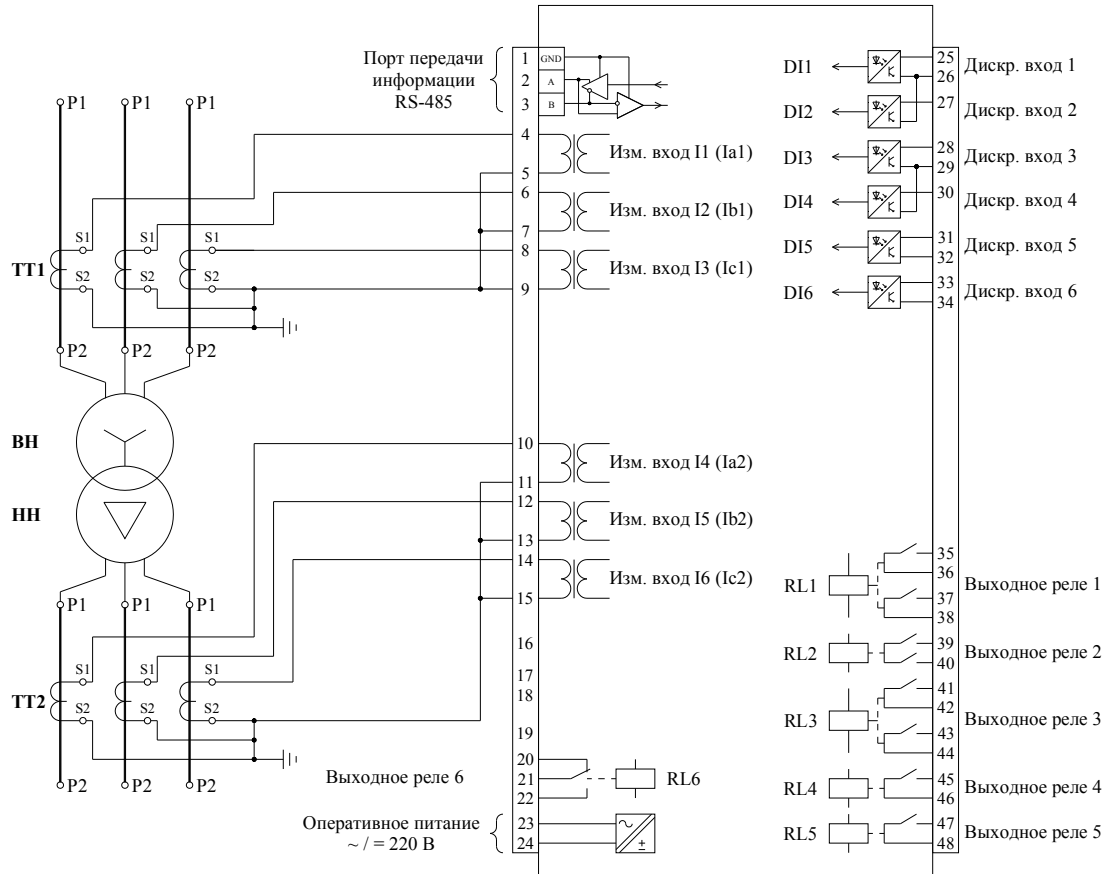 Порт передачи
информации
RS-485
1 GND
2 A
3 B
4
Изм. вход I1 (Ia1)
5
6
Изм. вход I2 (Ib1)
7
8
Изм. вход I3 (Ic1)
9
P1 P1 P1
S1 S1 S1
ТТ1
S2 S2 S2
P2 P2 P2
ВН
НН
10
Изм. вход I4 (Ia2)
11
12
Изм. вход I5 (Ib2)
13
14
Изм. вход I6 (Ic2)
15
16
17
18
19
P1 P1 P1
S1 S1 S1
ТТ2
S2 S2 S2
P2 P2 P2
Выходное реле 6
20
21
22
RL6
Оперативное питание
~ / = 220 В
23
24
~
±
DI1
25
26
Дискр. вход 1
DI2
27
Дискр. вход 2
DI3
28
29
Дискр. вход 3
DI4
30
Дискр. вход 4
DI5
31
32
Дискр. вход 5
DI6
33
34
Дискр. вход 6
RL1
35
36
37
38
Выходное реле 1
RL2
39
40
Выходное реле 2
RL3
41
42
43
44
Выходное реле 3
RL4
45
46
Выходное реле 4
RL5
47
48
Выходное реле 5